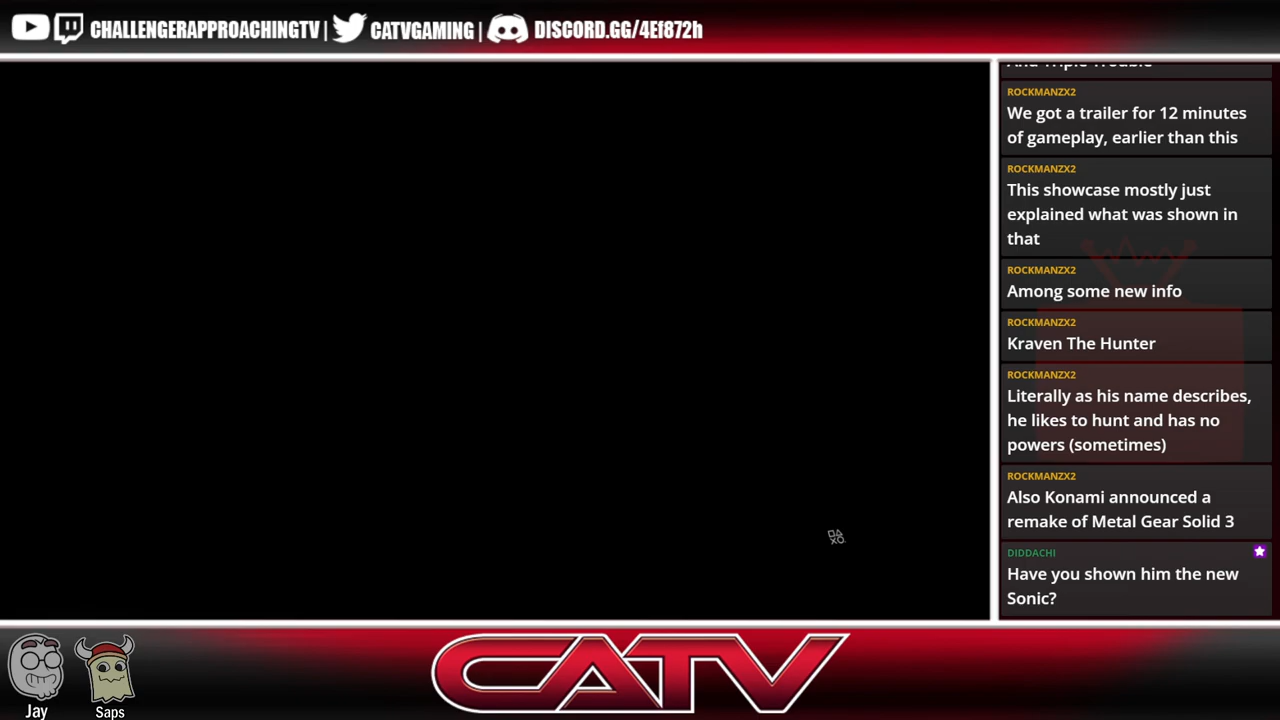 CHALLENGERAPPROACHINGTV | CATVGAMING | DISCORD.GG/4Ef872h
And Triple Trouble
ROCKMANZX2
We got a trailer for 12 minutes
of gameplay, earlier than this
ROCKMANZX2
This showcase mostly just
explained what was shown in
that
ROCKMANZX2
Among some new info
ROCKMANZX2
Kraven The Hunter
ROCKMANZX2
Literally as his name describes,
he likes to hunt and has no
powers (sometimes)
ROCKMANZX2
Also Konami announced a
remake of Metal Gear Solid 3
DIDDACHI
Have you shown him the new
Sonic?
Jay
Saps
CATV